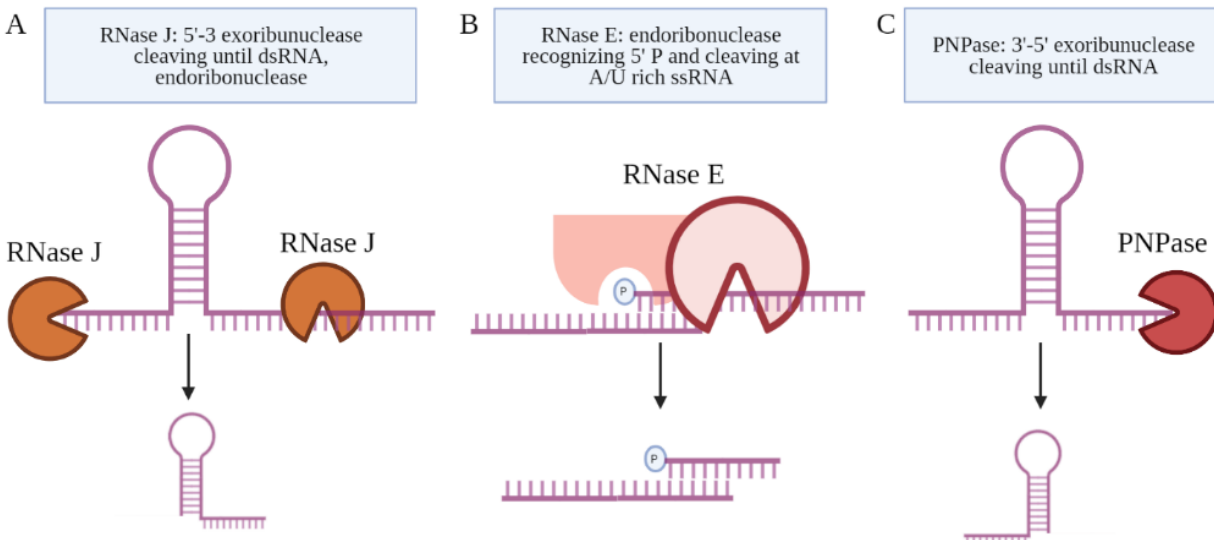 A
RNase J: 5'-3 exoribonuclease
cleaving until dsRNA,
endoribonuclease
B
RNase E: endoribonuclease
recognizing 5' P and cleaving at
A/U rich ssRNA
C
PNPase: 3'-5' exoribunuclease
cleaving until dsRNA
RNase J
RNase J
RNase E
P
PNPase
P